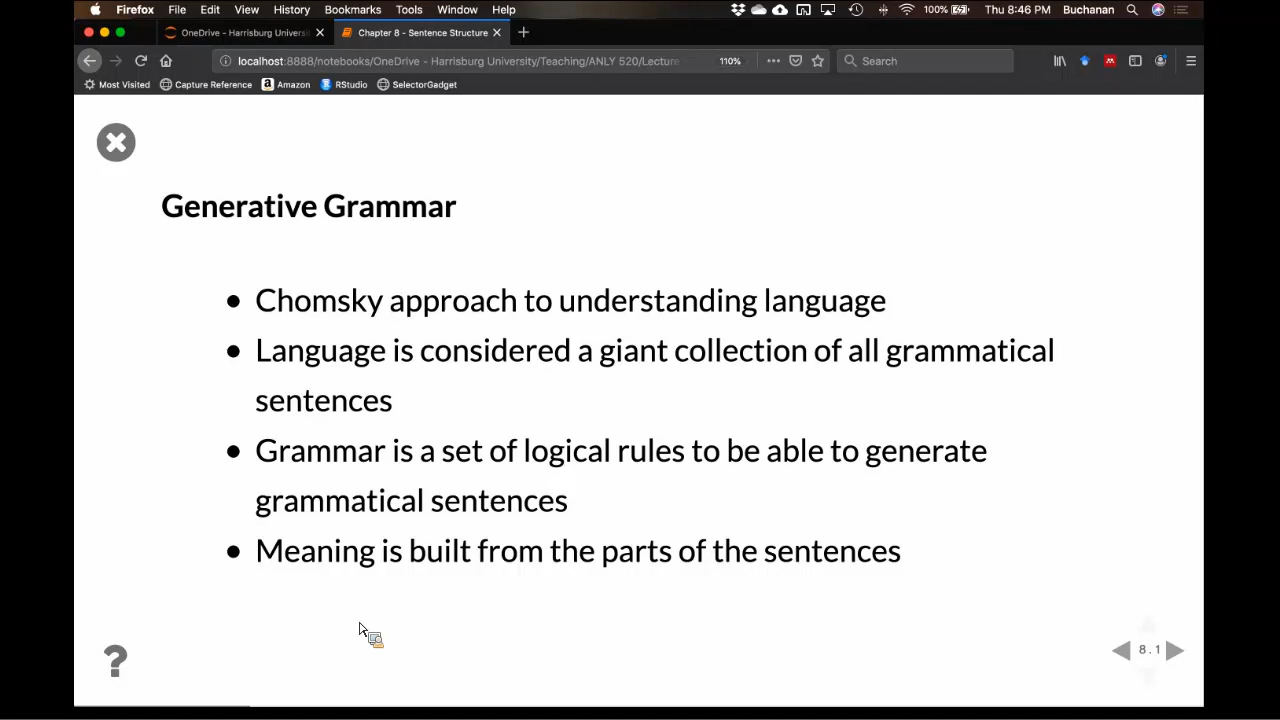 Firefox File Edit View History Bookmarks Tools Window Help 100% Thu 8:46 PM Buchanan
OneDrive - Harrisburg Universi Chapter 8 - Sentence Structure
localhost:8888/notebooks/OneDrive - Harrisburg University/Teaching/ANLY 520/Lecture 110% Search
Most Visited Capture Reference Amazon RStudio SelectorGadget
Generative Grammar
• Chomsky approach to understanding language
• Language is considered a giant collection of all grammatical
sentences
• Grammar is a set of logical rules to be able to generate
grammatical sentences
• Meaning is built from the parts of the sentences
?
8.1